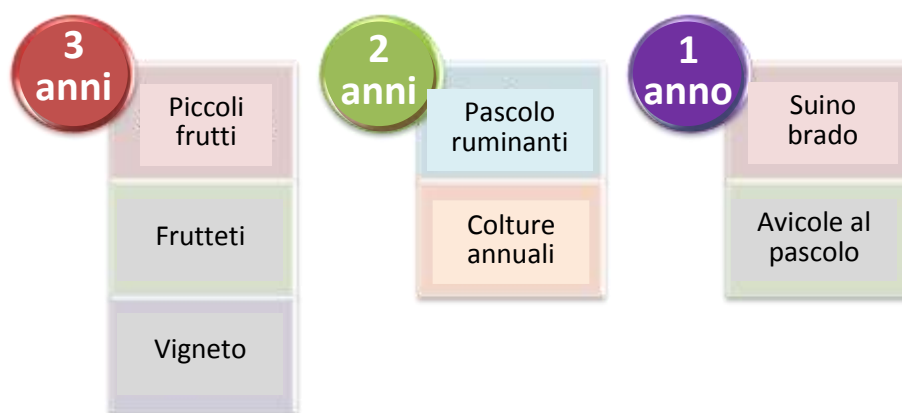 3
anni
Piccoli
frutti
Frutteti
Vigneto
2
anni
Pascolo
ruminanti
Colture
annuali
1
anno
Suino
brado
Avicole al
pascolo